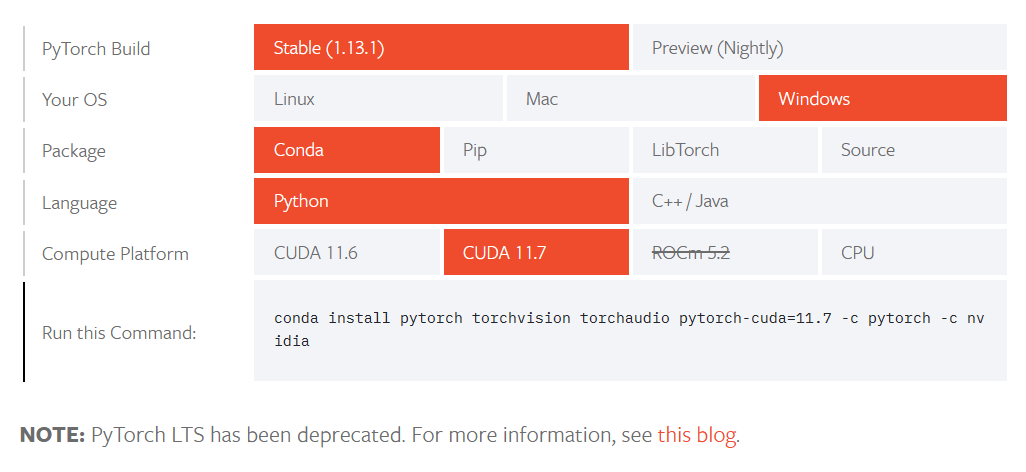 PyTorch Build Stable (1.13.1) Preview (Nightly)
Your OS Linux Mac Windows
Package Conda Pip LibTorch Source
Language Python C++ / Java
Compute Platform CUDA 11.6 CUDA 11.7 ROCm 5.2 CPU
Run this Command: conda install pytorch torchvision torchaudio pytorch-cuda=11.7 -c pytorch -c nv
idia
NOTE: PyTorch LTS has been deprecated. For more information, see this blog.